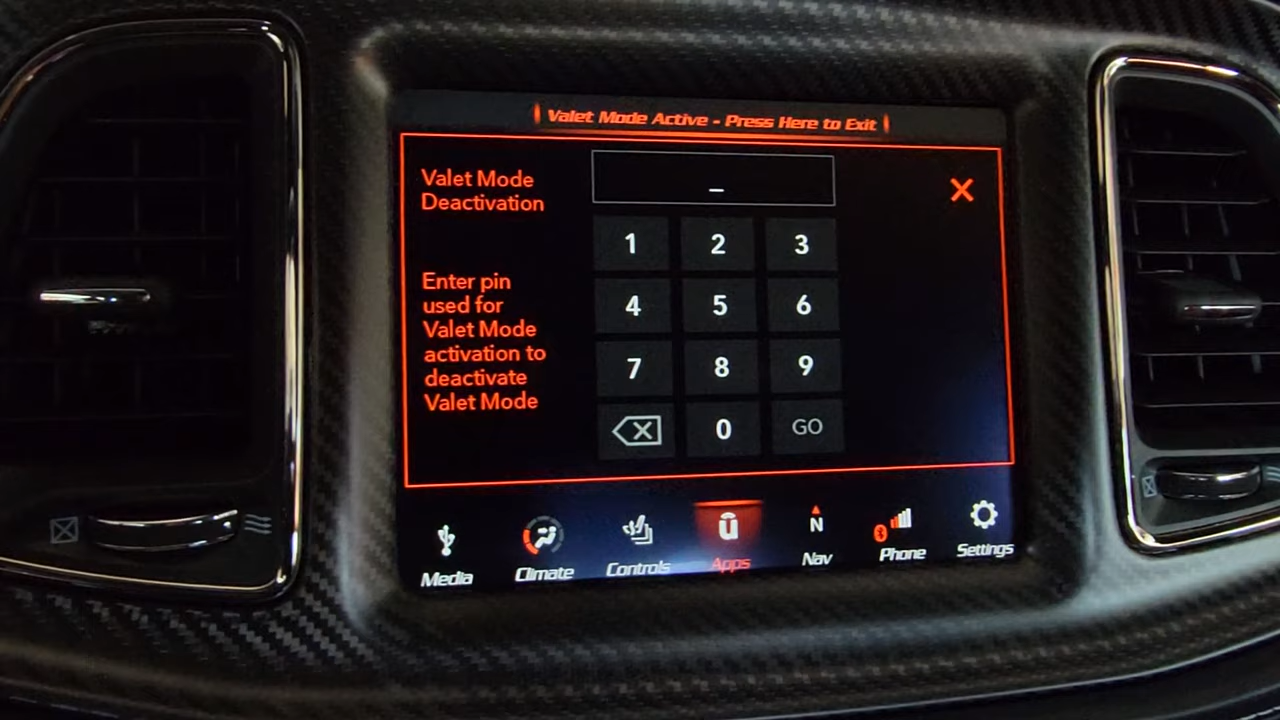 Valet Mode Active - Press Here to Exit
Valet Mode
Deactivation
_
1 2 3
Enter pin
used for
Valet Mode
activation to
deactivate
Valet Mode
4 5 6
7 8 9
0 GO
N
Media Climate Controls Apps Nav Phone Settings